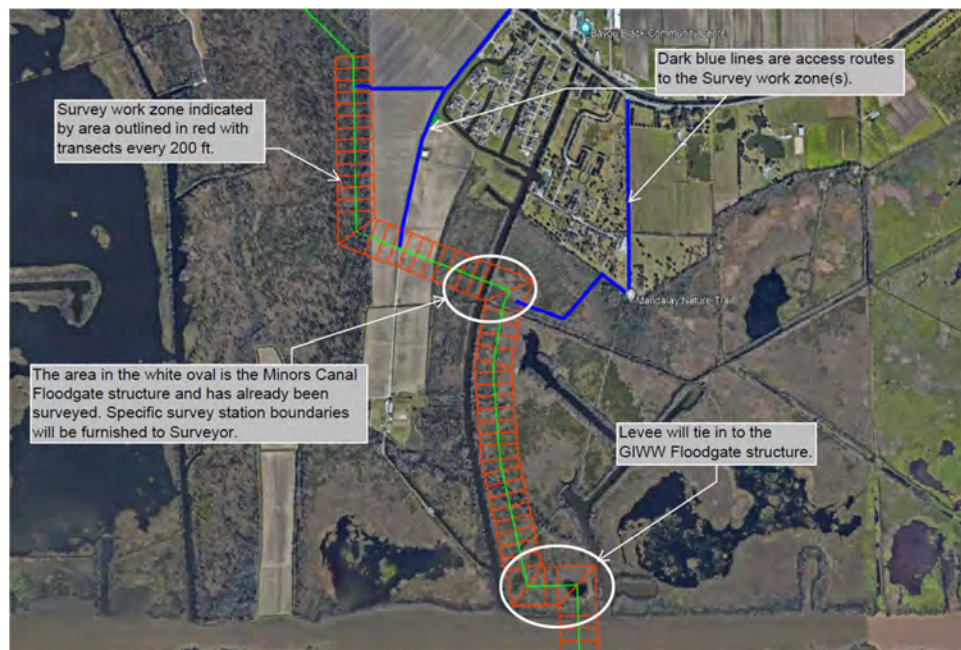 Bayou Black Community Center
Dark blue lines are access routes
to the Survey work zone(s).
Survey work zone indicated
by area outlined in red with
transects every 200 ft.
Mandalay Nature Trail
The area in the white oval is the Minors Canal
Floodgate structure and has already been
surveyed. Specific survey station boundaries
will be furnished to Surveyor.
Levee will tie in to the
GIWW Floodgate structure.